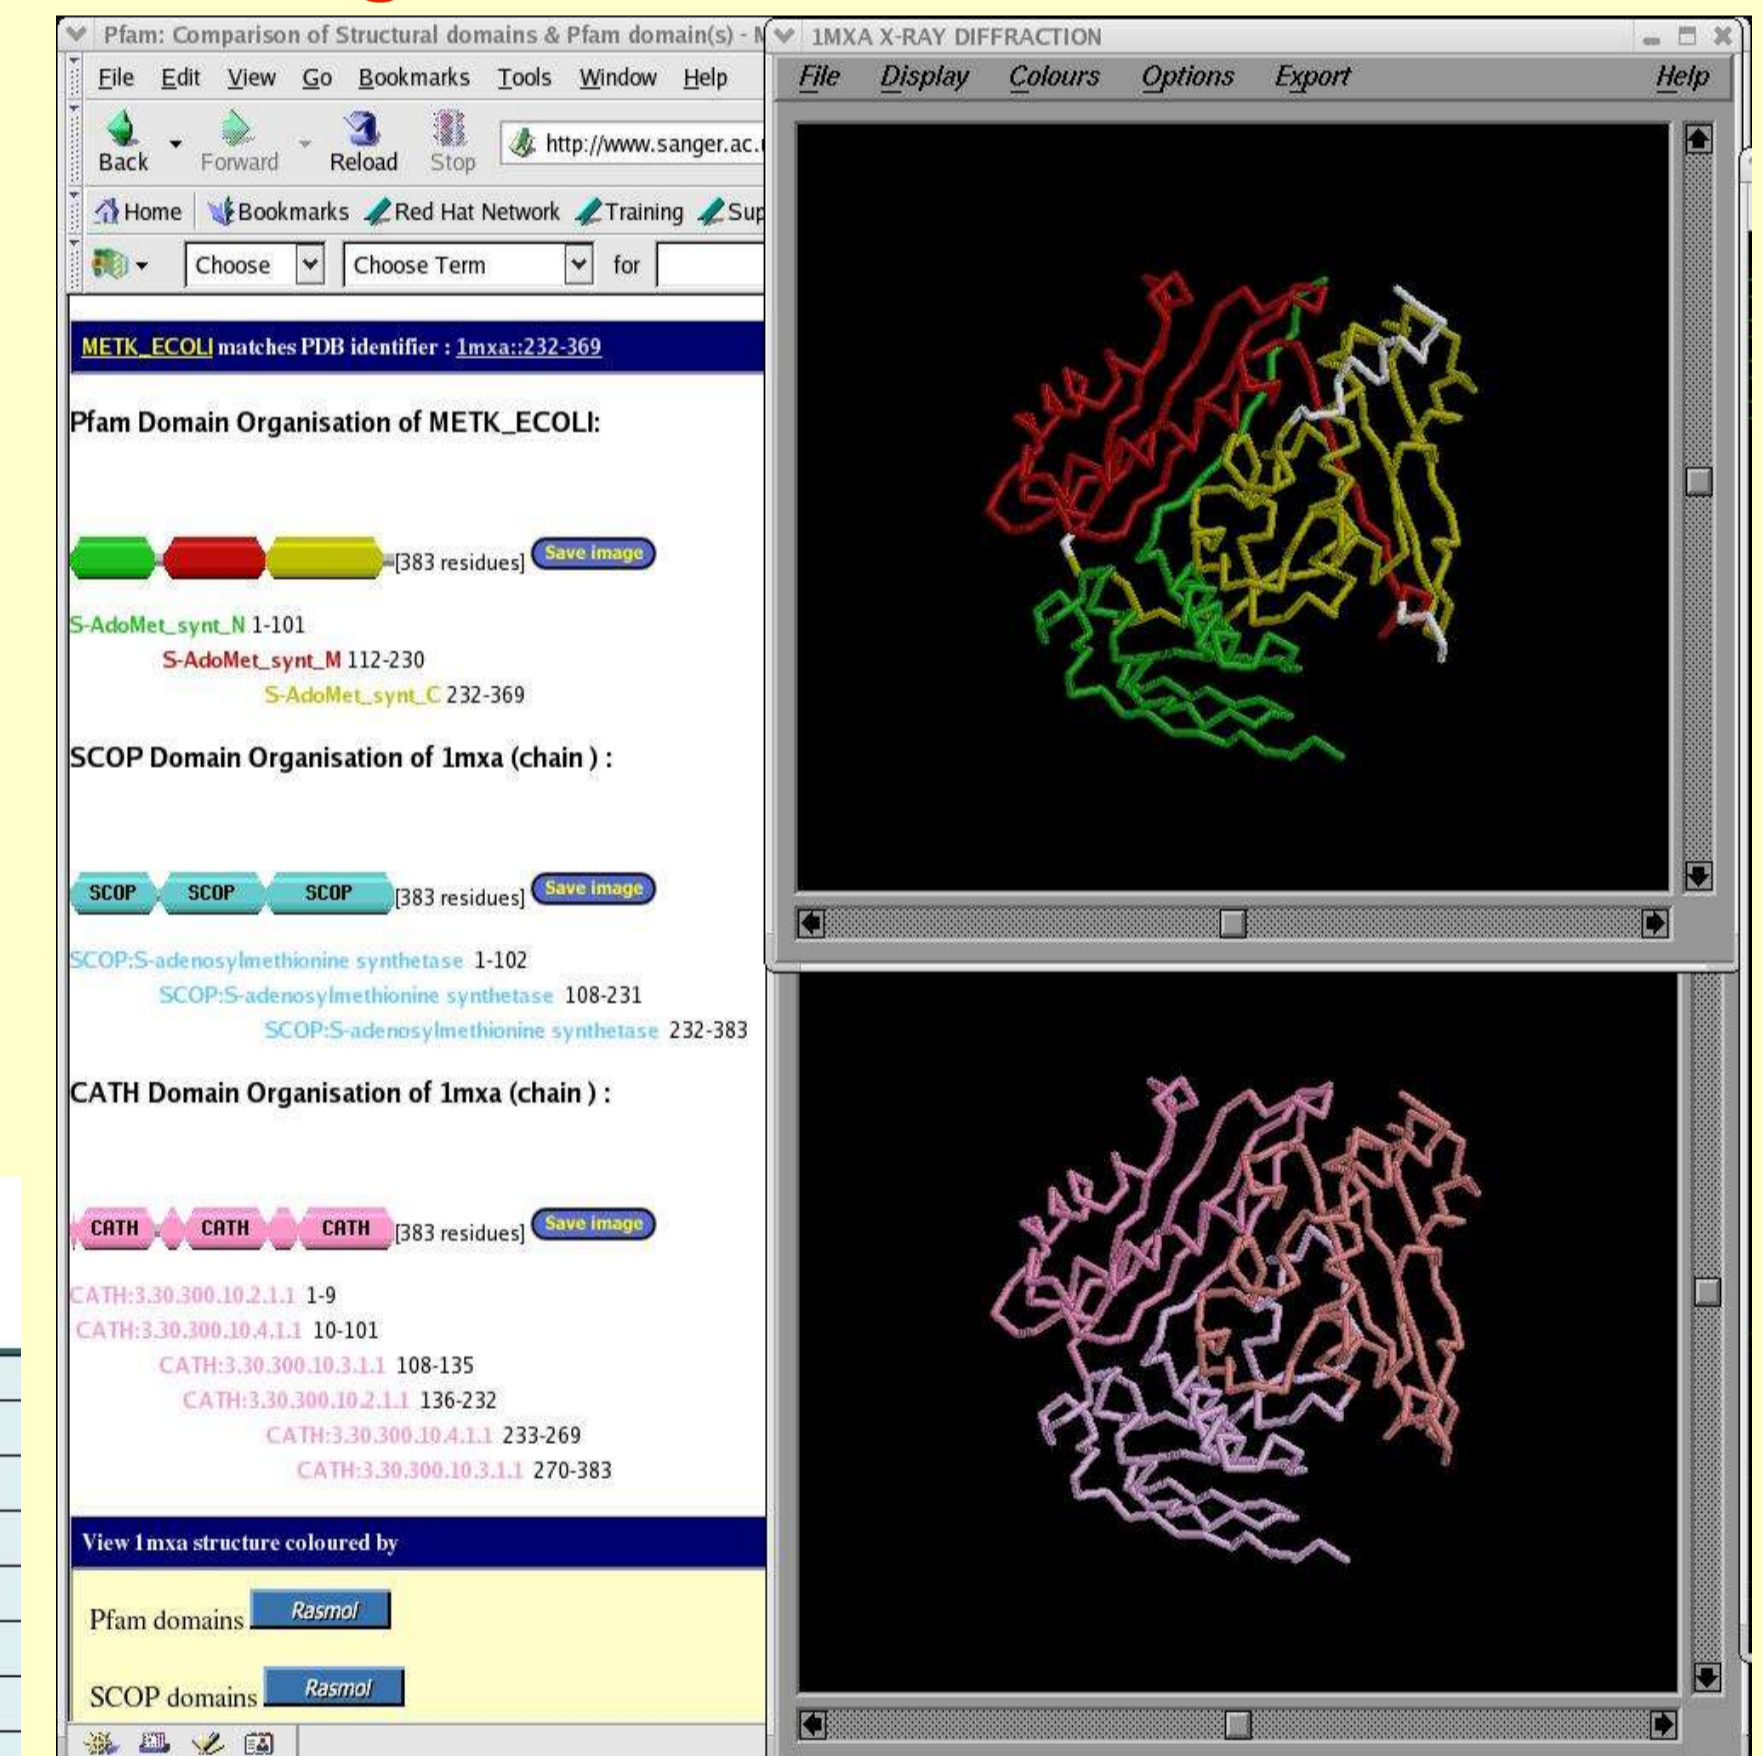 Pfam: Comparison of Structural domains & Pfam domain(s) -
File Edit View Go Bookmarks Tools Window Help
Back Forward Reload Stop http://www.sanger.ac.
Home Bookmarks Red Hat Network Training Sup
Choose Choose Term for
METK_ECOLI matches PDB identifier : 1mxa::232-369
Pfam Domain Organisation of METK_ECOLI:
[383 residues] Save image
S-AdoMet_synt_N 1-101
S-AdoMet_synt_M 112-230
S-AdoMet_synt_C 232-369
SCOP Domain Organisation of 1mxa (chain ) :
SCOP SCOP SCOP [383 residues] Save image
SCOP:S-adenosylmethionine synthetase 1-102
SCOP:S-adenosylmethionine synthetase 108-231
SCOP:S-adenosylmethionine synthetase 232-383
CATH Domain Organisation of 1mxa (chain ) :
CATH CATH CATH [383 residues] Save image
CATH:3.30.300.10.2.1.1 1-9
CATH:3.30.300.10.4.1.1 10-101
CATH:3.30.300.10.3.1.1 108-135
CATH:3.30.300.10.2.1.1 136-232
CATH:3.30.300.10.4.1.1 233-269
CATH:3.30.300.10.3.1.1 270-383
View 1mxa structure coloured by
Pfam domains Rasmol
SCOP domains Rasmol
1MXA X-RAY DIFFRACTION
File Display Colours Options Export Help